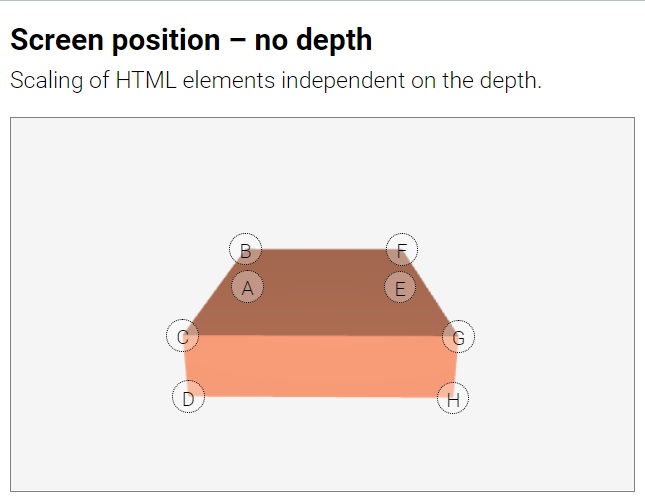 Screen position – no depth
Scaling of HTML elements independent on the depth.
B
F
A
E
C
G
D
H